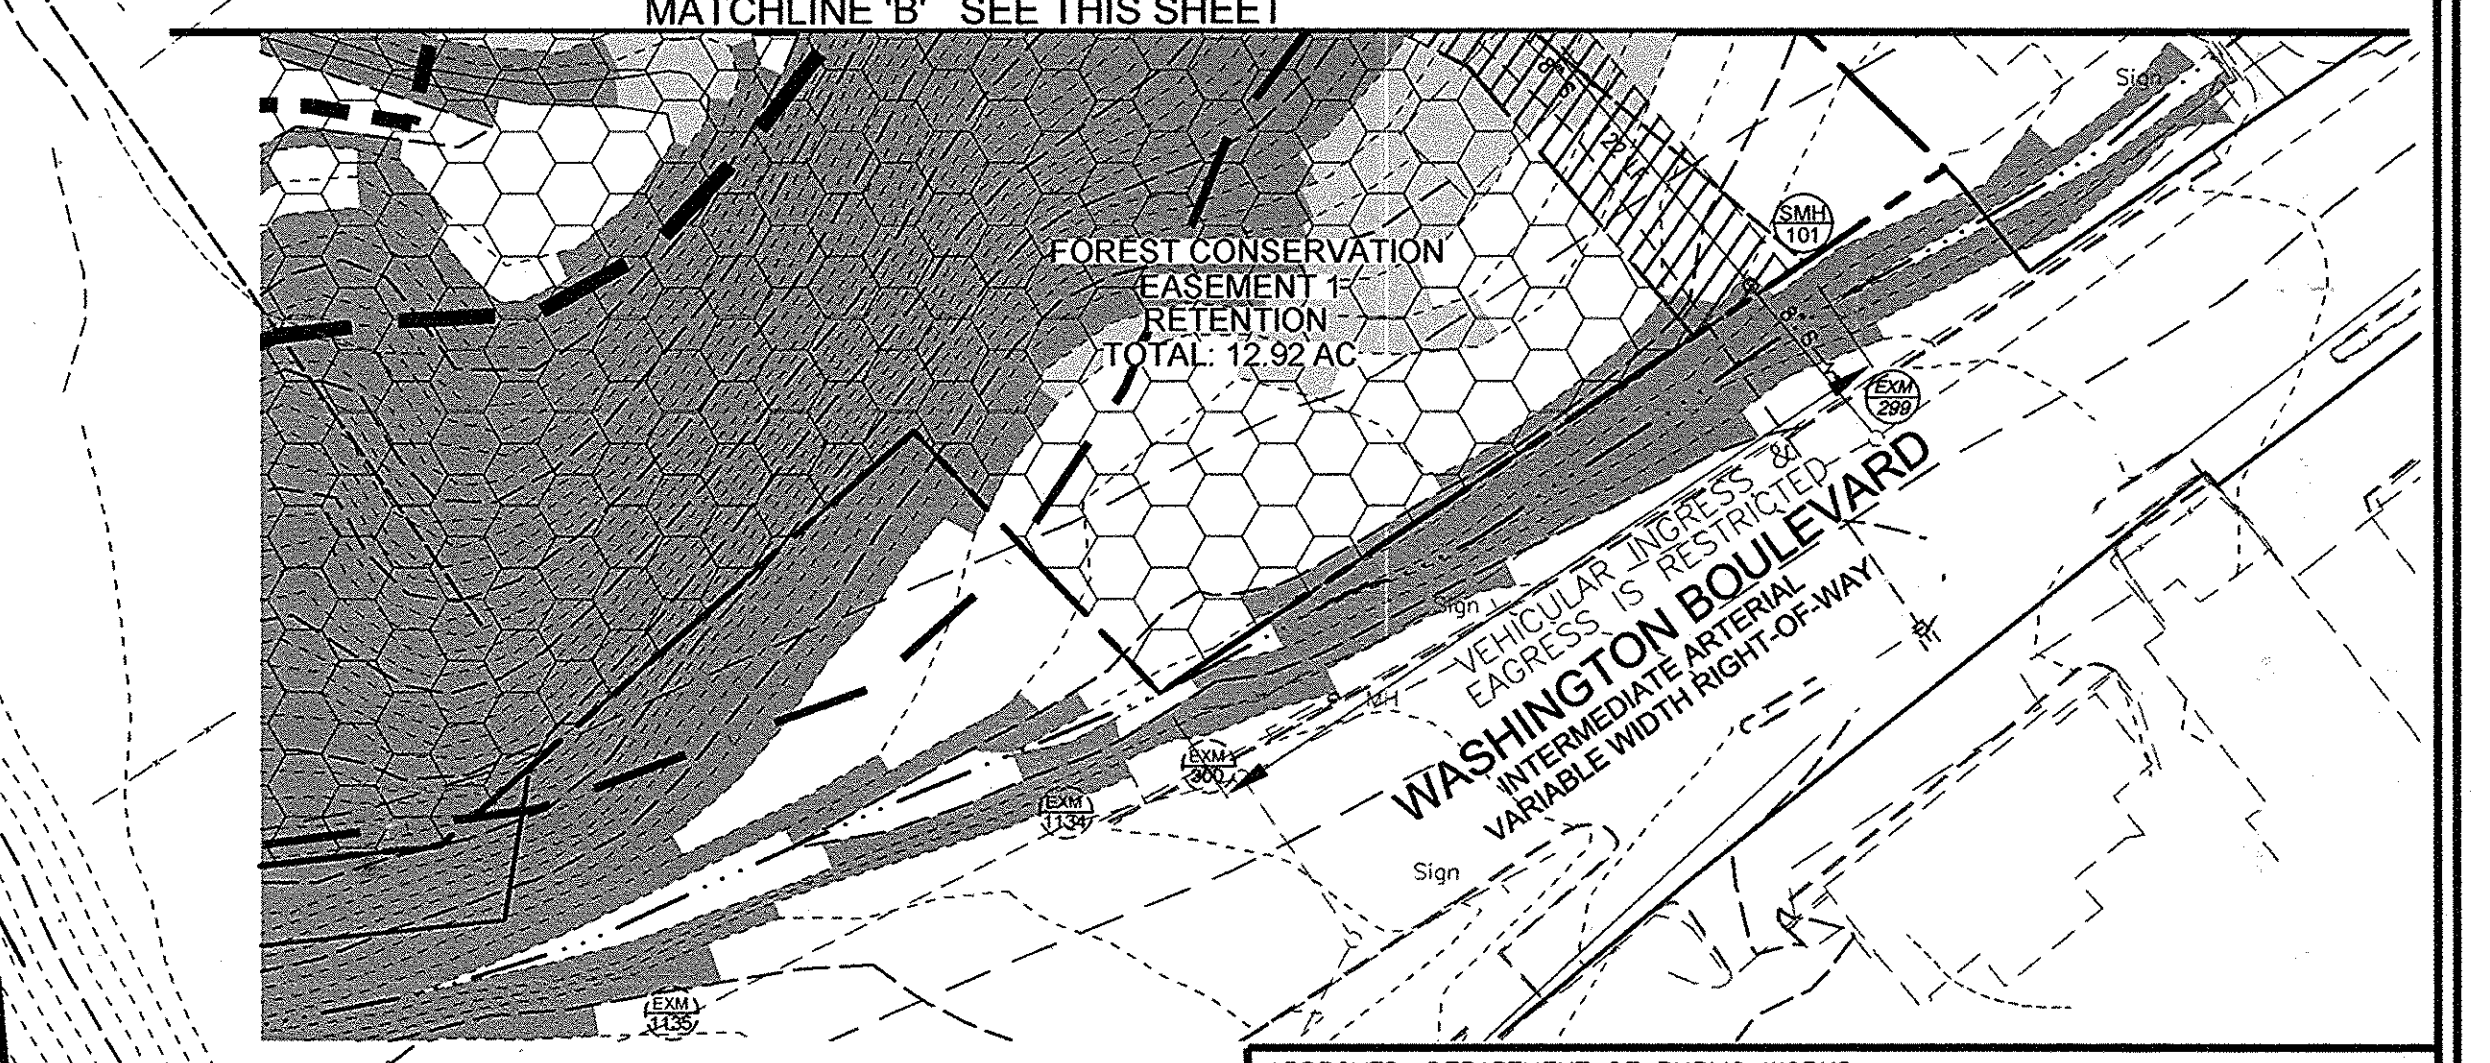 MATCHLINE 'B' SEE THIS SHEET
Sign
SMH
101
FOREST CONSERVATION
EASEMENT 1
RETENTION
TOTAL: 12.92 AC
EXM
299
VEHICULAR INGRESS &
EAGRESS IS RESTRICTED
WASHINGTON BOULEVARD
INTERMEDIATE ARTERIAL
VARIABLE WIDTH RIGHT-OF-WAY
Sign
MH
EXM
300
EXM
1134
Sign
EXM
1135